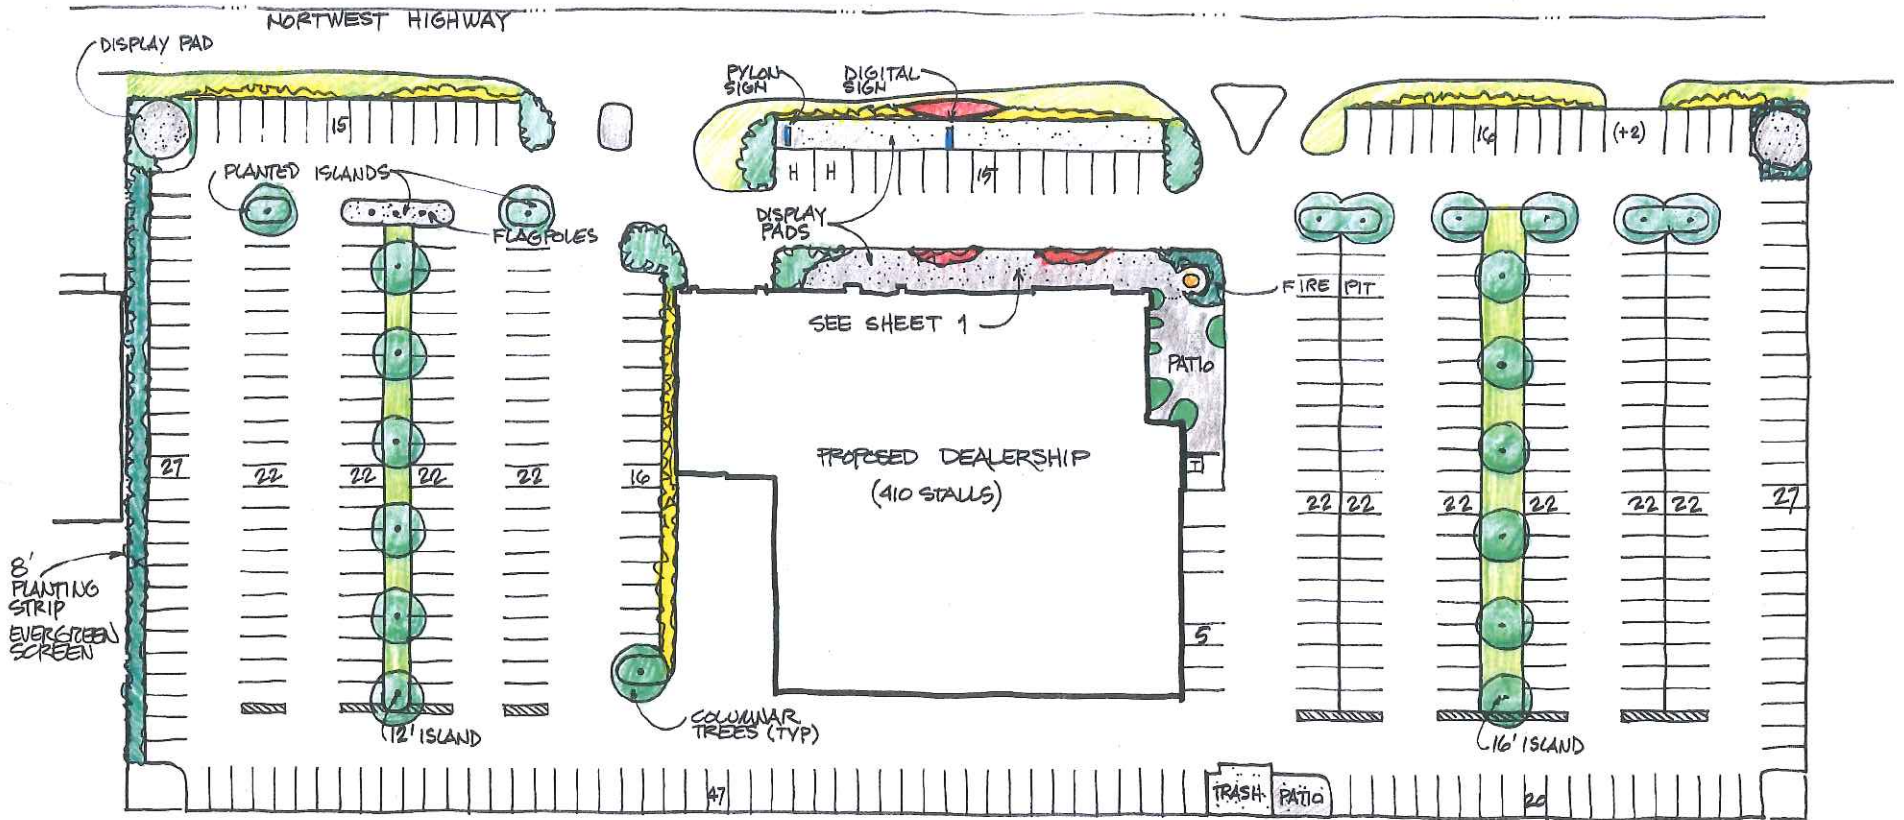 NORTWEST HIGHWAY
DISPLAY PAD
PYLON
SIGN
DIGITAL
SIGN
15
16
(+2)
H H
15
PLANTED ISLANDS
FLAGPOLES
DISPLAY
PADS
FIRE PIT
SEE SHEET 1
PATIO
PROPOSED DEALERSHIP
(410 STALLS)
T
27
22
22
22
22
16
22
22
22
22
22
22
27
8'
PLANTING
STRIP
EVERGREEN
SCREEN
5
COLUMNAR
TREES (TYP)
12' ISLAND
16' ISLAND
47
TRASH
PATIO
20